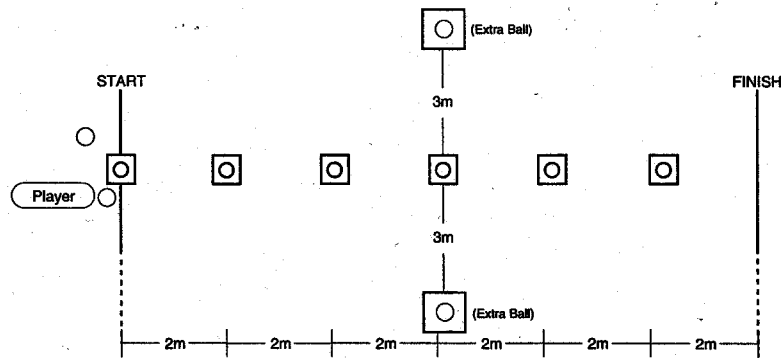 (Extra Ball)
START
FINISH
3m
Player
3m
(Extra Ball)
2m 2m 2m 2m 2m 2m